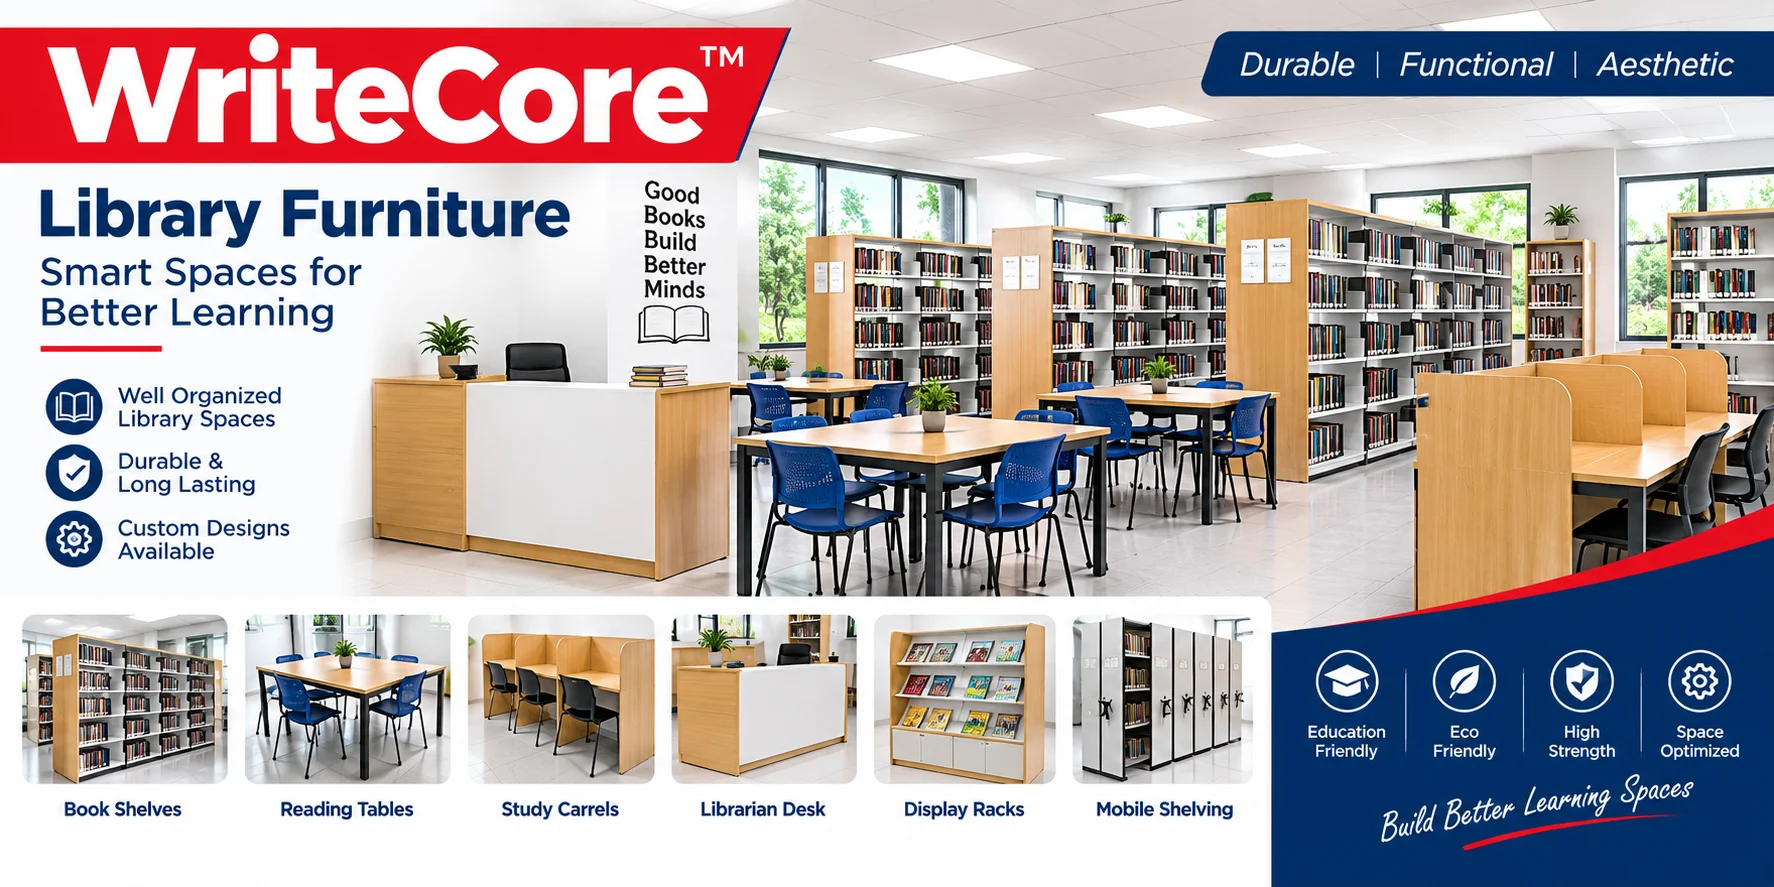 WriteCore™
Durable | Functional | Aesthetic
Library Furniture
Smart Spaces for
Better Learning
Well Organized
Library Spaces
Durable &
Long Lasting
Custom Designs
Available
Good
Books
Build
Better
Minds
Book Shelves
Reading Tables
Study Carrels
Librarian Desk
Display Racks
Mobile Shelving
Education
Friendly
Eco
Friendly
High
Strength
Space
Optimized
Build Better Learning Spaces